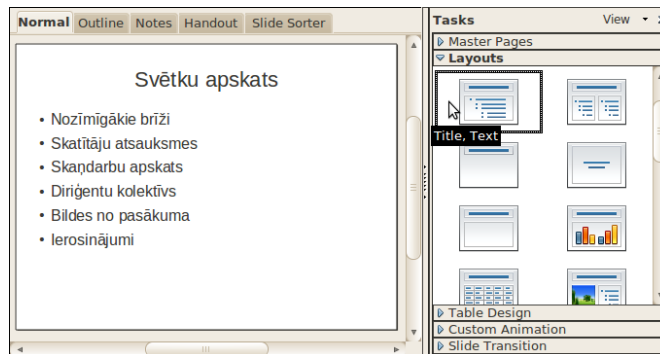 Normal Outline Notes Handout Slide Sorter
Svētku apskats
• Nozīmīgākie brīži
• Skatītāju atsauksmes
• Skaņdarbu apskats
• Diriģentu kolektīvs
• Bildes no pasākuma
• Ierosinājumi
Tasks View
Master Pages
Layouts
Title, Text
Table Design
Custom Animation
Slide Transition